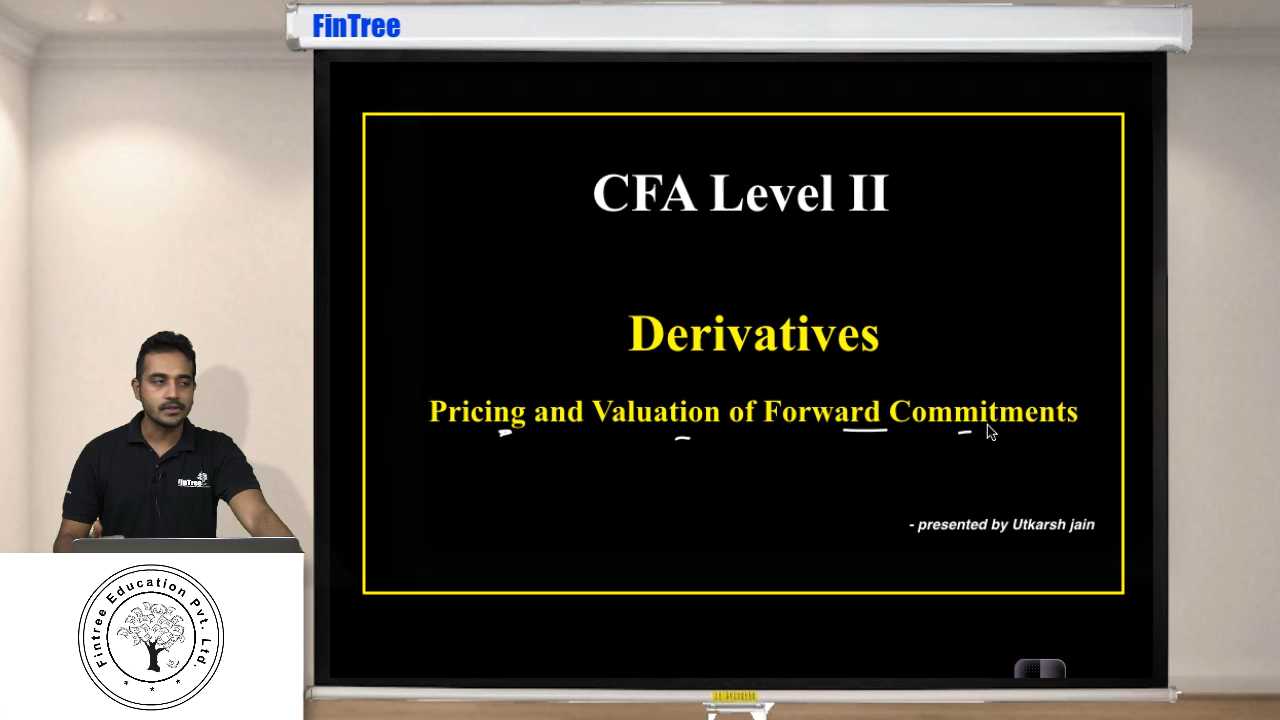 FinTree
CFA Level II
Derivatives
Pricing and Valuation of Forward Commitments
- presented by Utkarsh jain
FinTree
Fintree Education Pvt. Ltd.